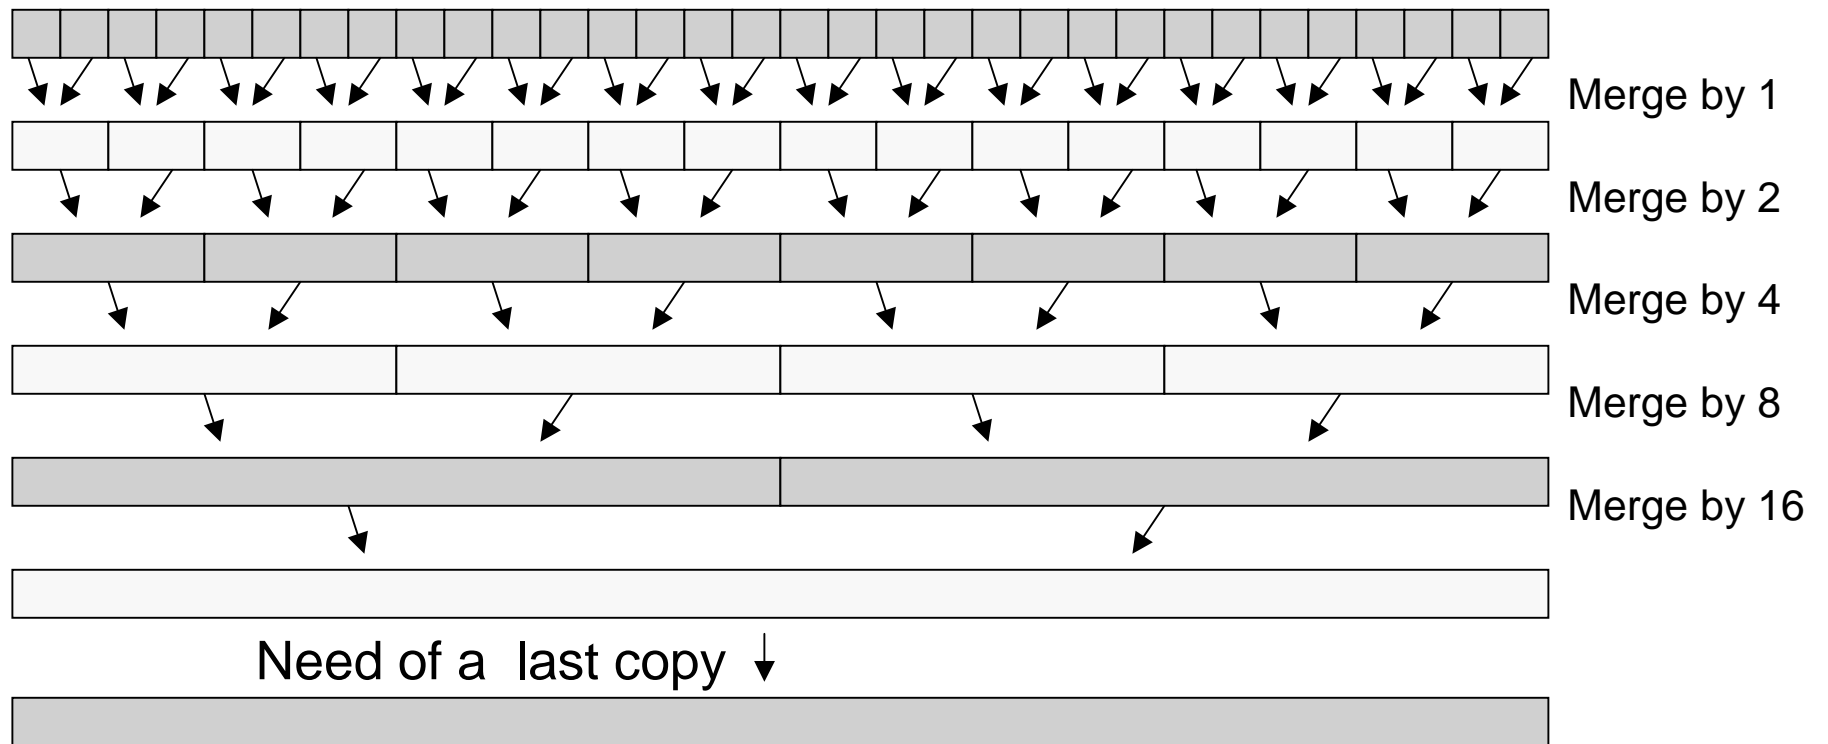 Merge by 1
Merge by 2
Merge by 4
Merge by 8
Merge by 16
Need of a last copy